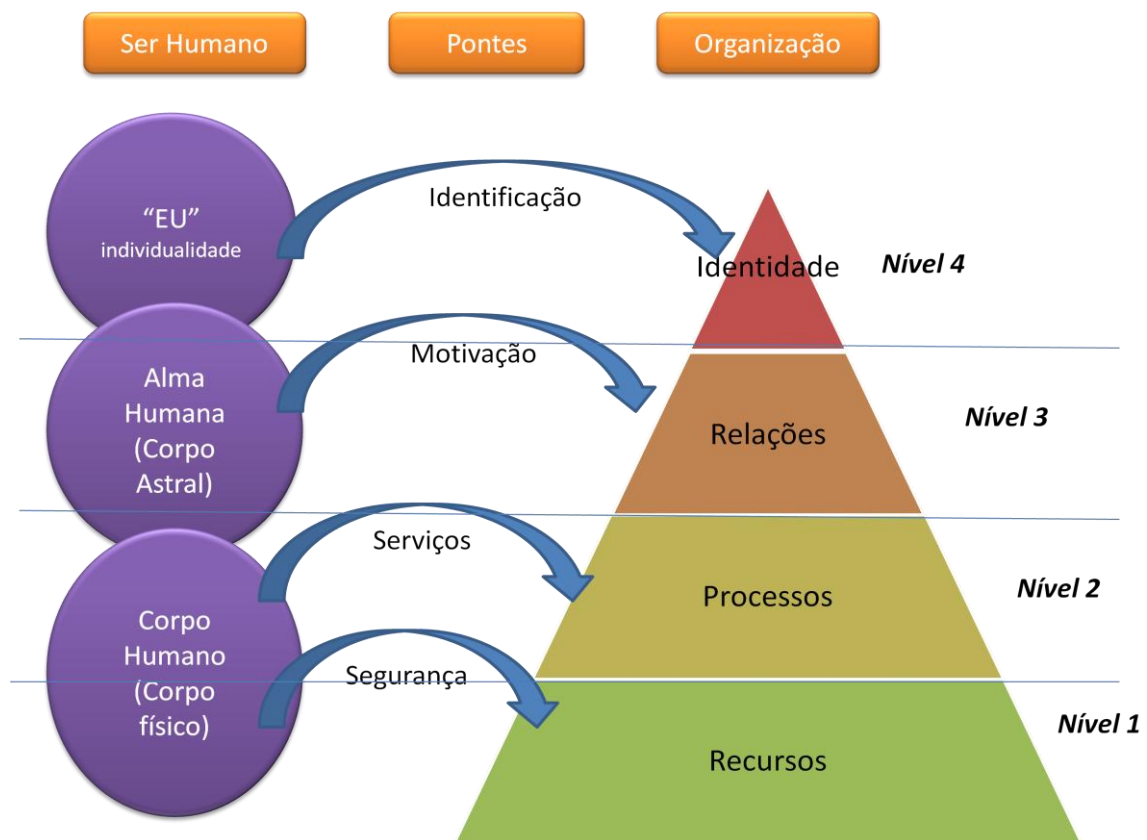 Ser Humano
Pontes
Organização
“EU”
individualidade
Identificação
Identidade
Nível 4
Alma
Humana
(Corpo
Astral)
Motivação
Relações
Nível 3
Corpo
Humano
(Corpo
físico)
Serviços
Processos
Nível 2
Segurança
Recursos
Nível 1